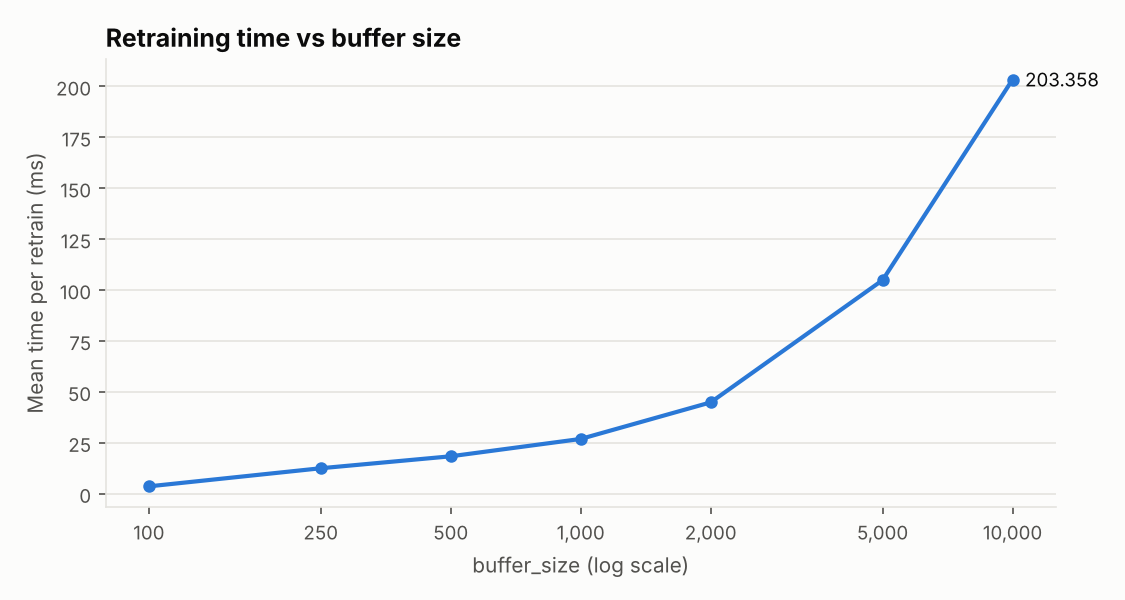 Retraining time vs buffer size
200
175
150
125
100
75
50
25
0
Mean time per retrain (ms)
203.358
100 250 500 1,000 2,000 5,000 10,000
buffer_size (log scale)